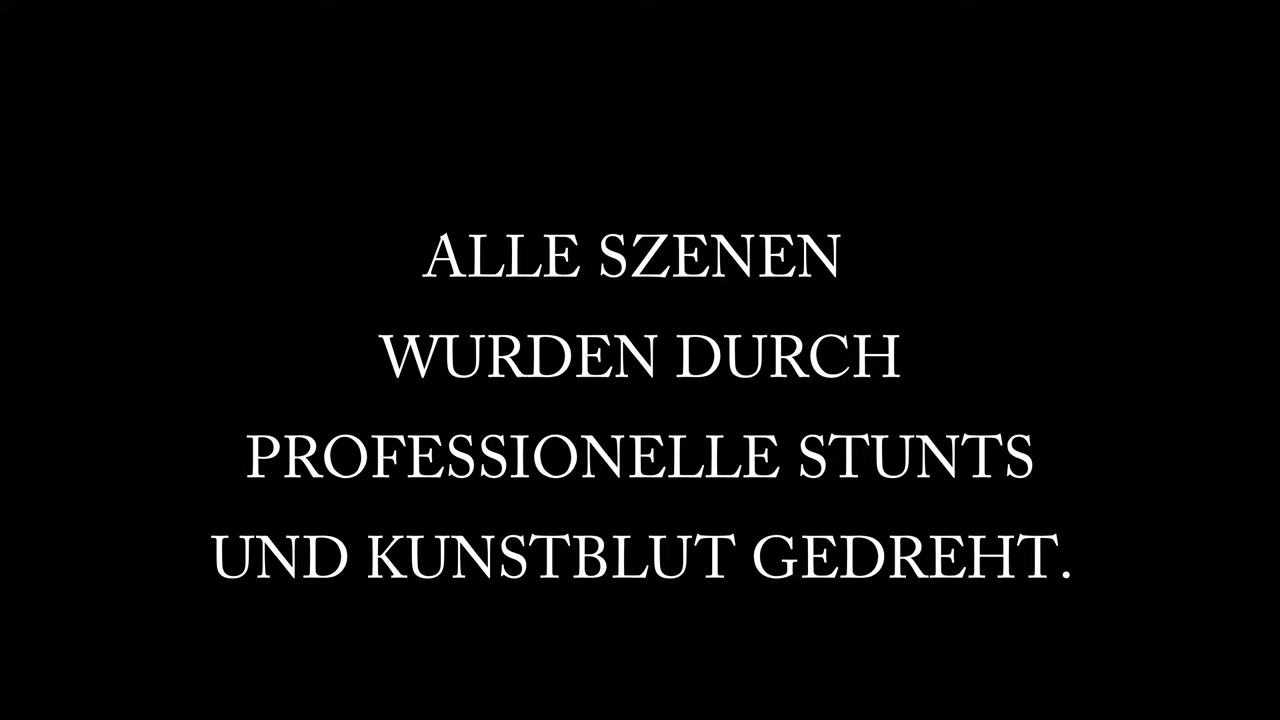 ALLE SZENEN
WURDEN DURCH
PROFESSIONELLE STUNTS
UND KUNSTBLUT GEDREHT.